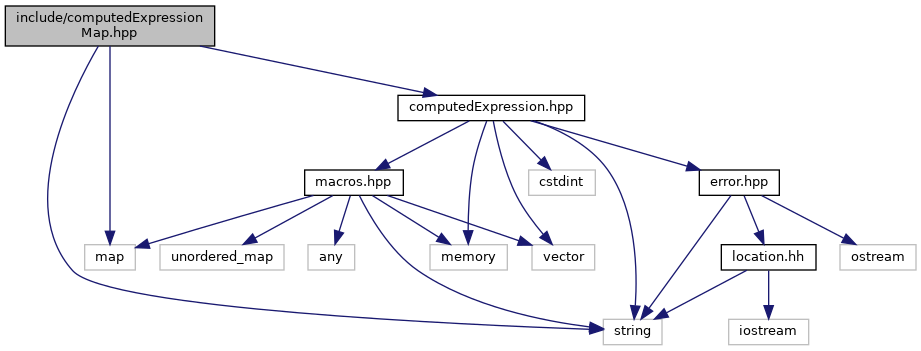 include/computedExpression
Map.hpp
computedExpression.hpp
macros.hpp
cstdint
error.hpp
map
unordered_map
any
memory
vector
location.hh
ostream
string
iostream